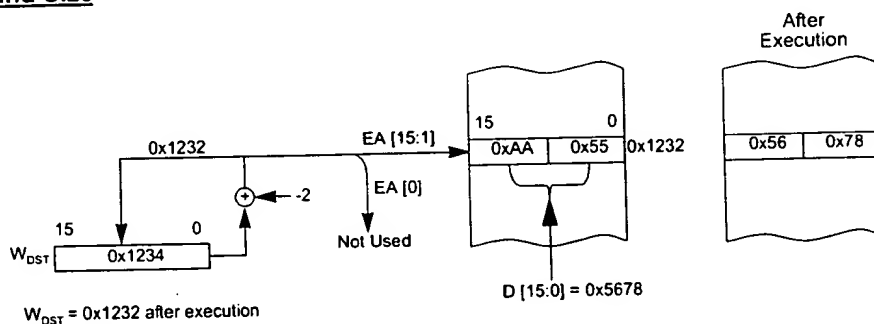 After
Execution
15 0
0x1232 EA [15:1] 0xAA 0x55 0x1232 0x56 0x78
EA [0]
-2
15 0
Not Used
W_DST 0x1234
D [15:0] = 0x5678
W_DST = 0x1232 after execution